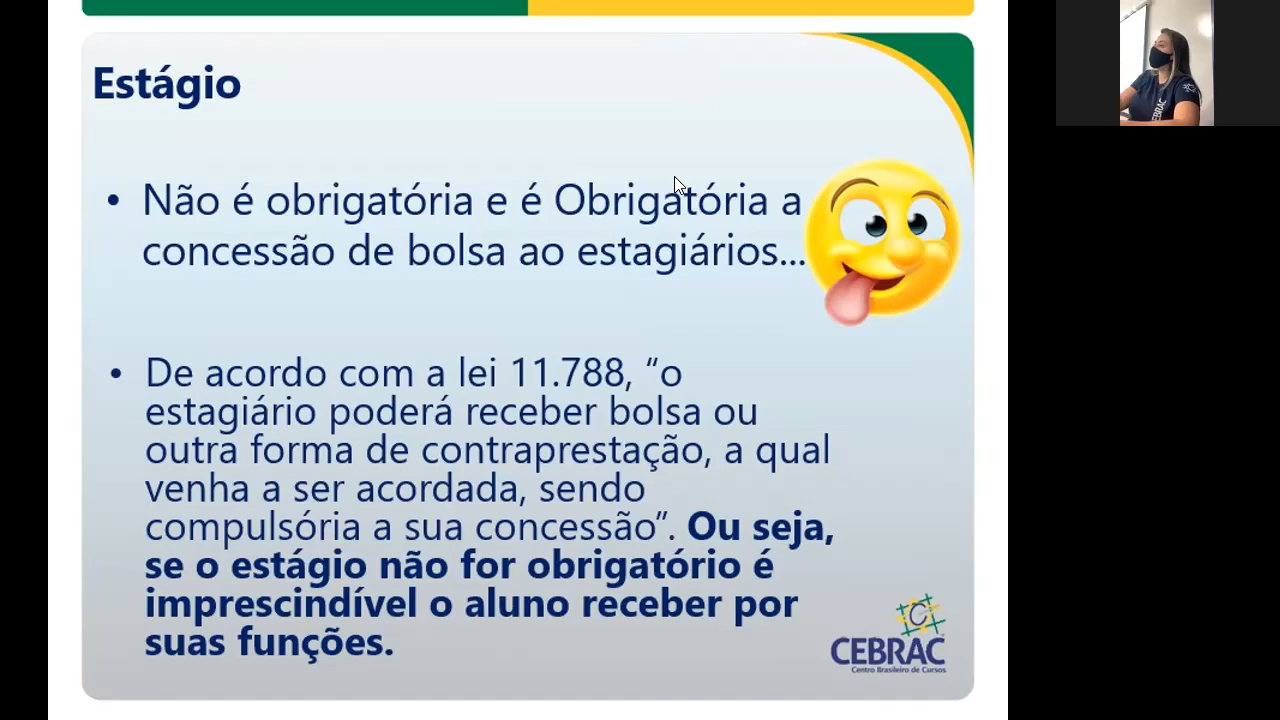 Estágio
• Não é obrigatória e é Obrigatória a
concessão de bolsa ao estagiários...
• De acordo com a lei 11.788, “o
estagiário poderá receber bolsa ou
outra forma de contraprestação, a qual
venha a ser acordada, sendo
compulsória a sua concessão”. Ou seja,
se o estágio não for obrigatório é
imprescindível o aluno receber por
suas funções.
CEBRAC
Centro Brasileiro de Cursos
CEBRAC